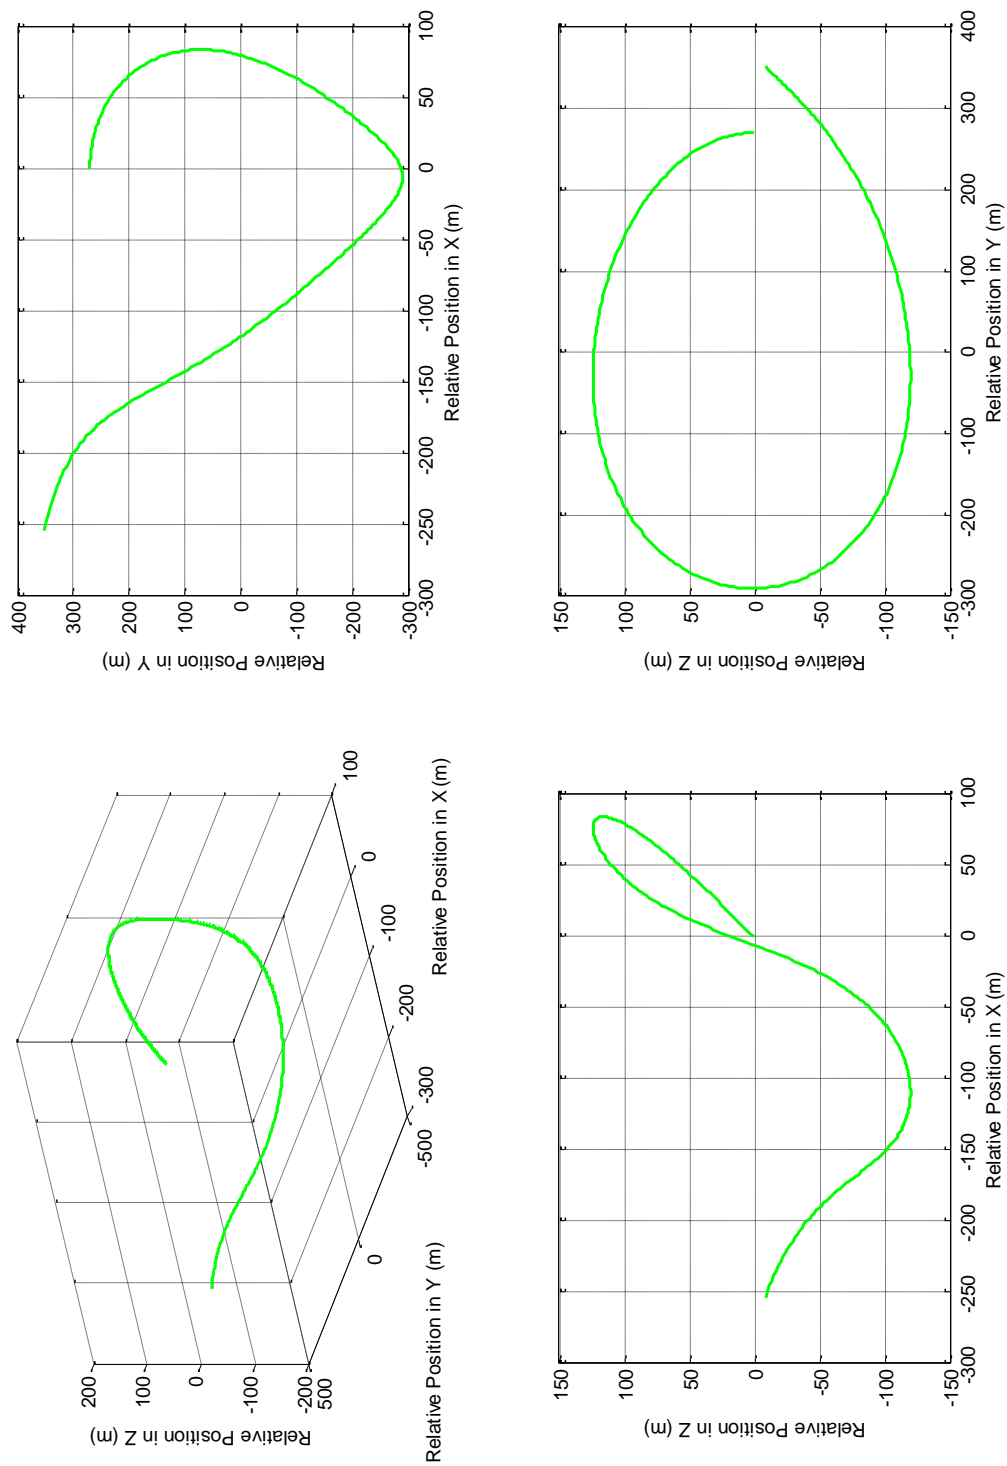 Relative Position in Z (m)
200
100
0
-100
-200
500
0
-500
-300
-200
-100
0
100
Relative Position in Y (m)
Relative Position in X (m)
Relative Position in Y (m)
400
300
200
100
0
-100
-200
-300
-300 -250 -200 -150 -100 -50 0 50 100
Relative Position in X (m)
Relative Position in Z (m)
150
100
50
0
-50
-100
-150
-300 -250 -200 -150 -100 -50 0 50 100
Relative Position in X (m)
Relative Position in Z (m)
150
100
50
0
-50
-100
-150
-300 -200 -100 0 100 200 300 400
Relative Position in Y (m)